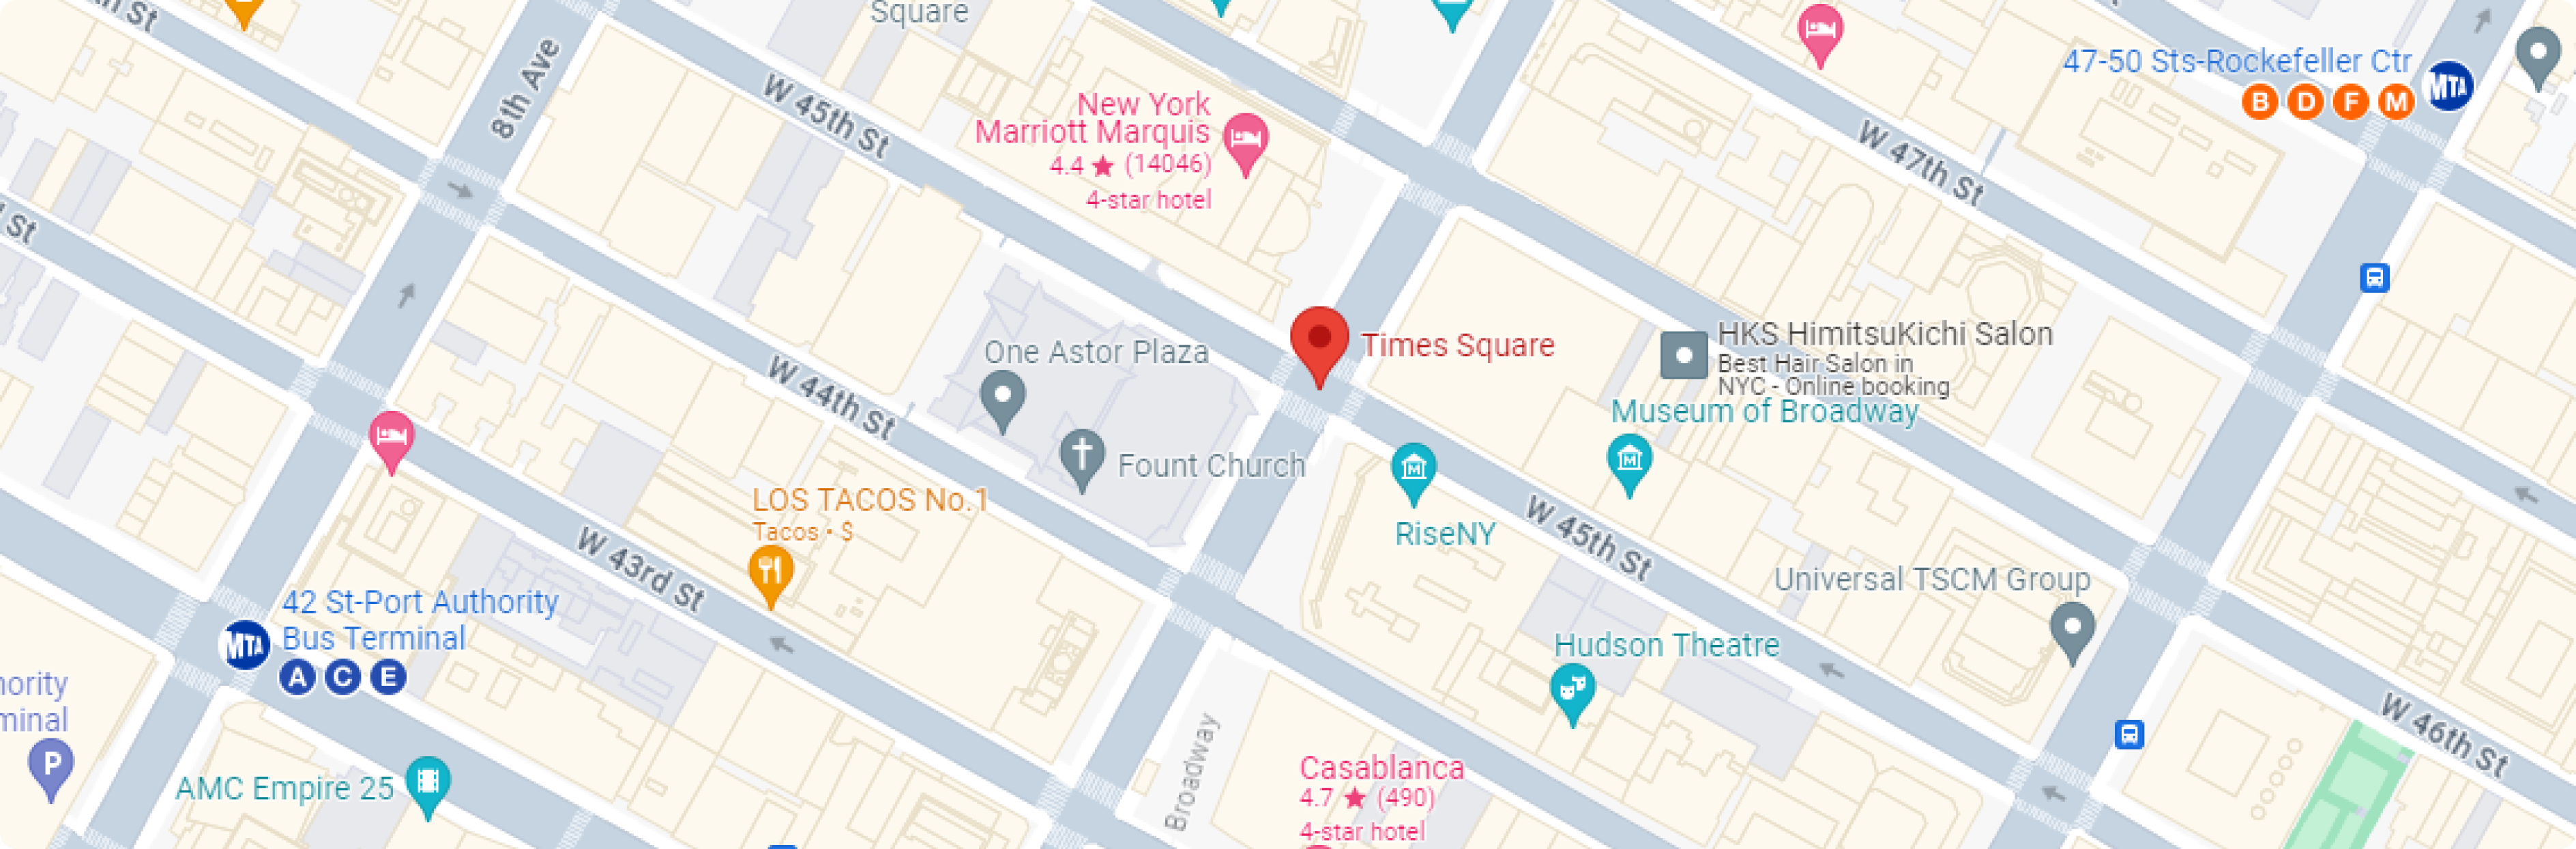 St
8th Ave
Square
W 45th St
New York
Marriott Marquis
4.4 ★ (14046)
4-star hotel
W 47th St
47-50 Sts-Rockefeller Ctr
MTA
B D F M
St
One Astor Plaza
Times Square
HKS HimitsuKichi Salon
Best Hair Salon in
NYC - Online booking
Museum of Broadway
M
W 44th St
Fount Church
M
RiseNY
LOS TACOS No.1
Tacos • $
W 45th St
W 43rd St
Universal TSCM Group
42 St-Port Authority
Bus Terminal
MTA
A C E
Hudson Theatre
ority
minal
P
AMC Empire 25
Broadway
Casablanca
4.7 ★ (490)
4-star hotel
W 46th St